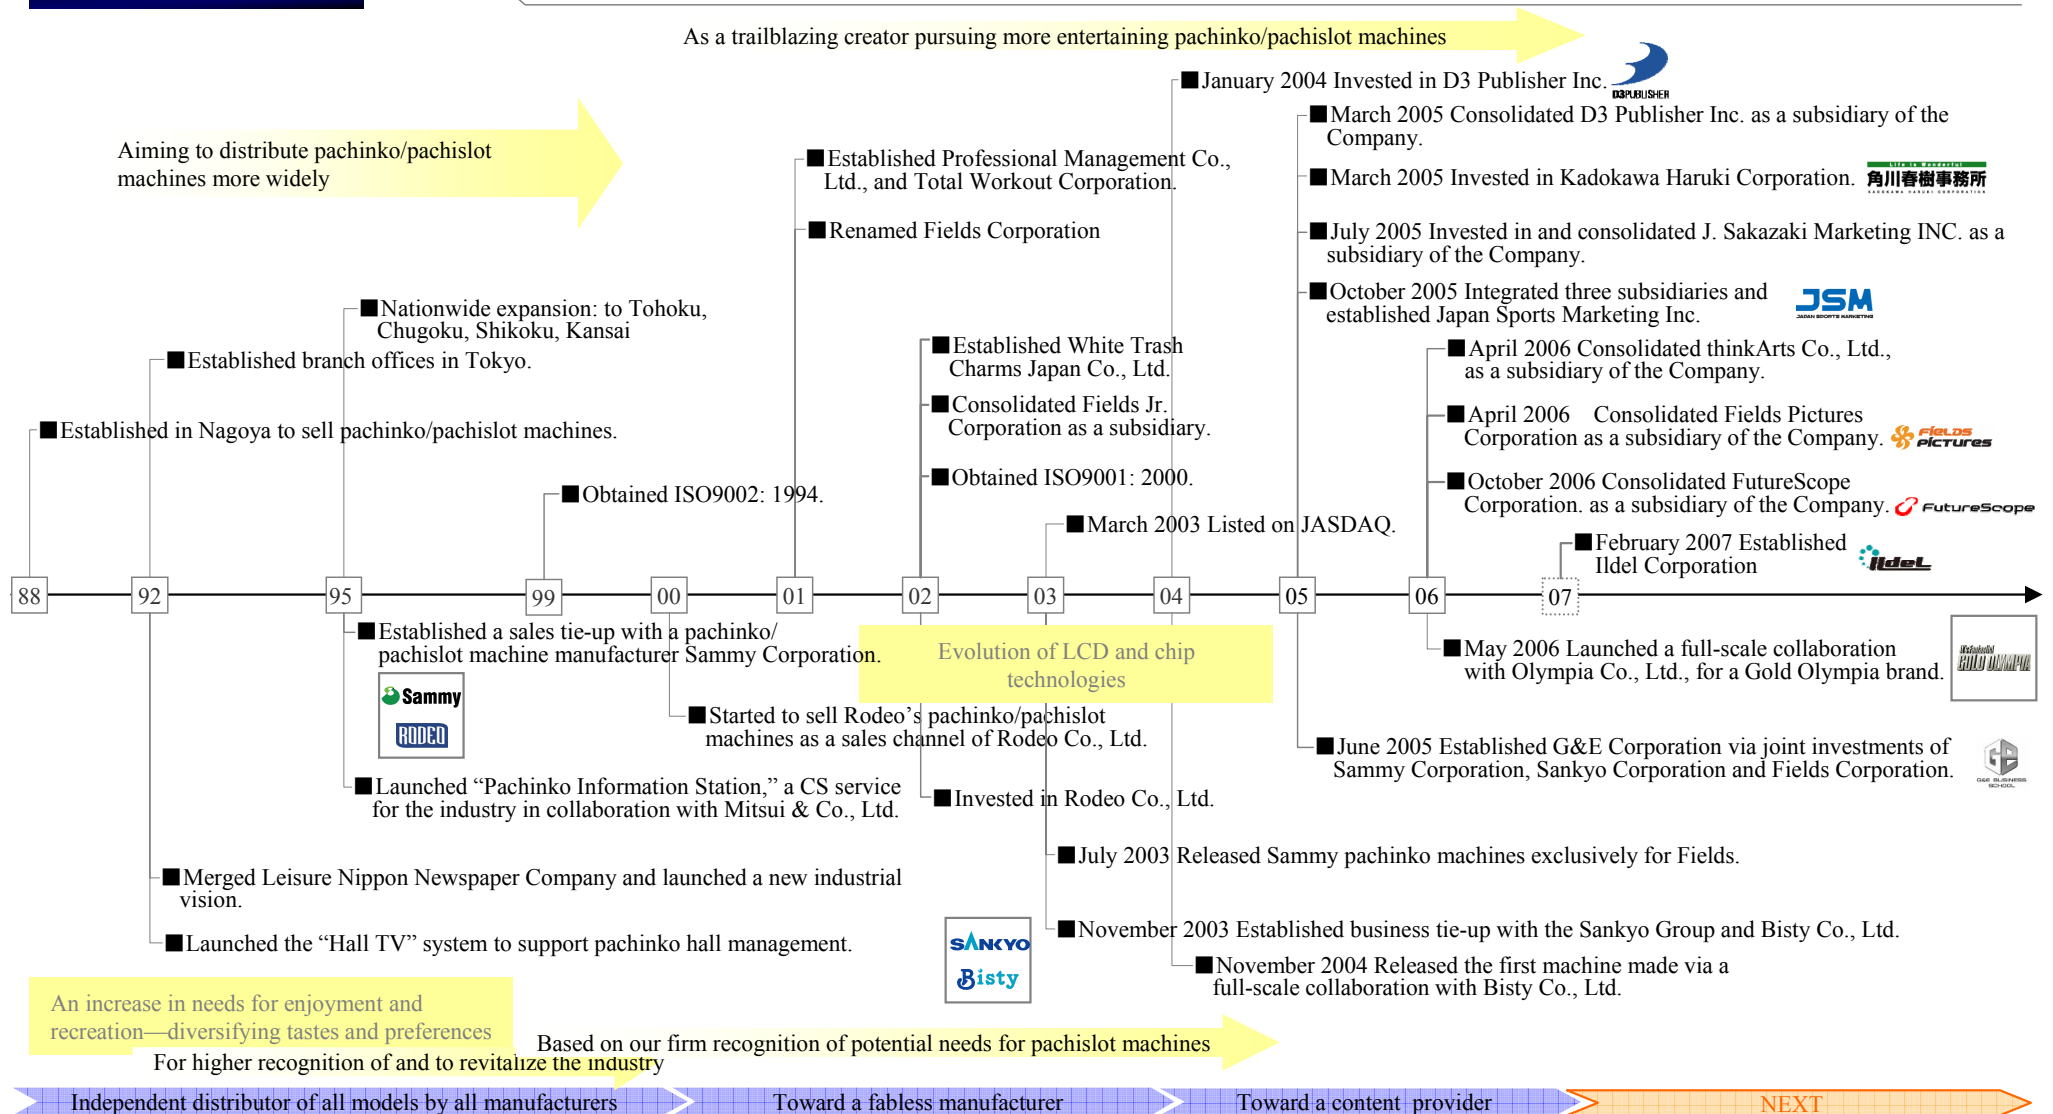 As a trailblazing creator pursuing more entertaining pachinko/pachislot machines
■January 2004 Invested in D3 Publisher Inc.
D3PUBLISHER
■March 2005 Consolidated D3 Publisher Inc. as a subsidiary of the
Company.
Aiming to distribute pachinko/pachislot
machines more widely
■Established Professional Management Co.,
Ltd., and Total Workout Corporation.
■March 2005 Invested in Kadokawa Haruki Corporation.
Life is Wonderful
角川春樹事務所
KADOKAWA HARUKI CORPORATION
■Renamed Fields Corporation
■July 2005 Invested in and consolidated J. Sakazaki Marketing INC. as a
subsidiary of the Company.
■October 2005 Integrated three subsidiaries and
established Japan Sports Marketing Inc.
JSM
JAPAN SPORTS MARKETING
■Nationwide expansion: to Tohoku,
Chugoku, Shikoku, Kansai
■Established branch offices in Tokyo.
■Established White Trash
Charms Japan Co., Ltd.
■April 2006 Consolidated thinkArts Co., Ltd.,
as a subsidiary of the Company.
■Consolidated Fields Jr.
Corporation as a subsidiary.
■April 2006 Consolidated Fields Pictures
Corporation as a subsidiary of the Company.
FIELDS
PICTURES
■Established in Nagoya to sell pachinko/pachislot machines.
■Obtained ISO9002: 1994.
■Obtained ISO9001: 2000.
■October 2006 Consolidated FutureScope
Corporation. as a subsidiary of the Company.
FutureScope
■March 2003 Listed on JASDAQ.
■February 2007 Established
Ildel Corporation
Ildel
88 92 95 99 00 01 02 03 04 05 06 07
■Established a sales tie-up with a pachinko/
pachislot machine manufacturer Sammy Corporation.
Sammy
RODEO
Evolution of LCD and chip
technologies
■May 2006 Launched a full-scale collaboration
with Olympia Co., Ltd., for a Gold Olympia brand.
GOLD OLYMPIA
■Started to sell Rodeo’s pachinko/pachislot
machines as a sales channel of Rodeo Co., Ltd.
■June 2005 Established G&E Corporation via joint investments of
Sammy Corporation, Sankyo Corporation and Fields Corporation.
G&E BUSINESS
SCHOOL
■Launched “Pachinko Information Station,” a CS service
for the industry in collaboration with Mitsui & Co., Ltd.
■Invested in Rodeo Co., Ltd.
■July 2003 Released Sammy pachinko machines exclusively for Fields.
■Merged Leisure Nippon Newspaper Company and launched a new industrial
vision.
■Launched the “Hall TV” system to support pachinko hall management.
SANKYO
Bisty
■November 2003 Established business tie-up with the Sankyo Group and Bisty Co., Ltd.
■November 2004 Released the first machine made via a
full-scale collaboration with Bisty Co., Ltd.
An increase in needs for enjoyment and
recreation—diversifying tastes and preferences
Based on our firm recognition of potential needs for pachislot machines
For higher recognition of and to revitalize the industry
Independent distributor of all models by all manufacturers
Toward a fabless manufacturer
Toward a content provider
NEXT